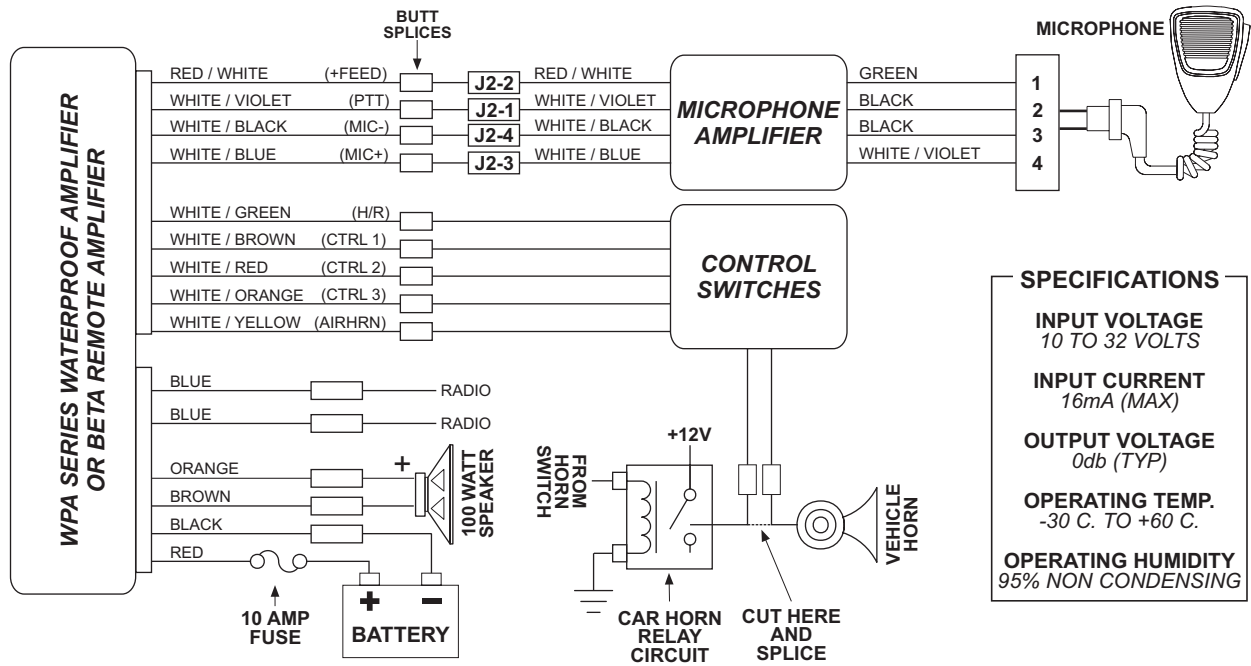 WPA SERIES WATERPROOF AMPLIFIER
OR BETA REMOTE AMPLIFIER
BUTT
SPLICES
RED / WHITE (+FEED) J2-2 RED / WHITE
WHITE / VIOLET (PTT) J2-1 WHITE / VIOLET
WHITE / BLACK (MIC-) J2-4 WHITE / BLACK
WHITE / BLUE (MIC+) J2-3 WHITE / BLUE
MICROPHONE
AMPLIFIER
GREEN 1
BLACK 2
BLACK 3
WHITE / VIOLET 4
MICROPHONE
WHITE / GREEN (H/R)
WHITE / BROWN (CTRL 1)
WHITE / RED (CTRL 2)
WHITE / ORANGE (CTRL 3)
WHITE / YELLOW (AIRHRN)
CONTROL
SWITCHES
BLUE RADIO
BLUE RADIO
ORANGE +
BROWN
BLACK
RED
100 WATT
SPEAKER
10 AMP
FUSE
+ −
BATTERY
FROM
HORN
SWITCH
+12V
CAR HORN
RELAY
CIRCUIT
CUT HERE
AND
SPLICE
VEHICLE
HORN
SPECIFICATIONS
INPUT VOLTAGE
10 TO 32 VOLTS
INPUT CURRENT
16mA (MAX)
OUTPUT VOLTAGE
0db (TYP)
OPERATING TEMP.
-30 C. TO +60 C.
OPERATING HUMIDITY
95% NON CONDENSING